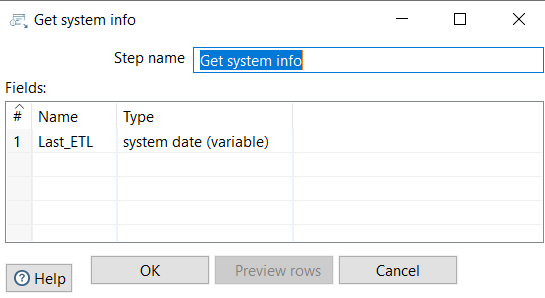 Get system info
Step name Get system info
Fields:
# Name Type
1 Last_ETL system date (variable)
Help OK Preview rows Cancel